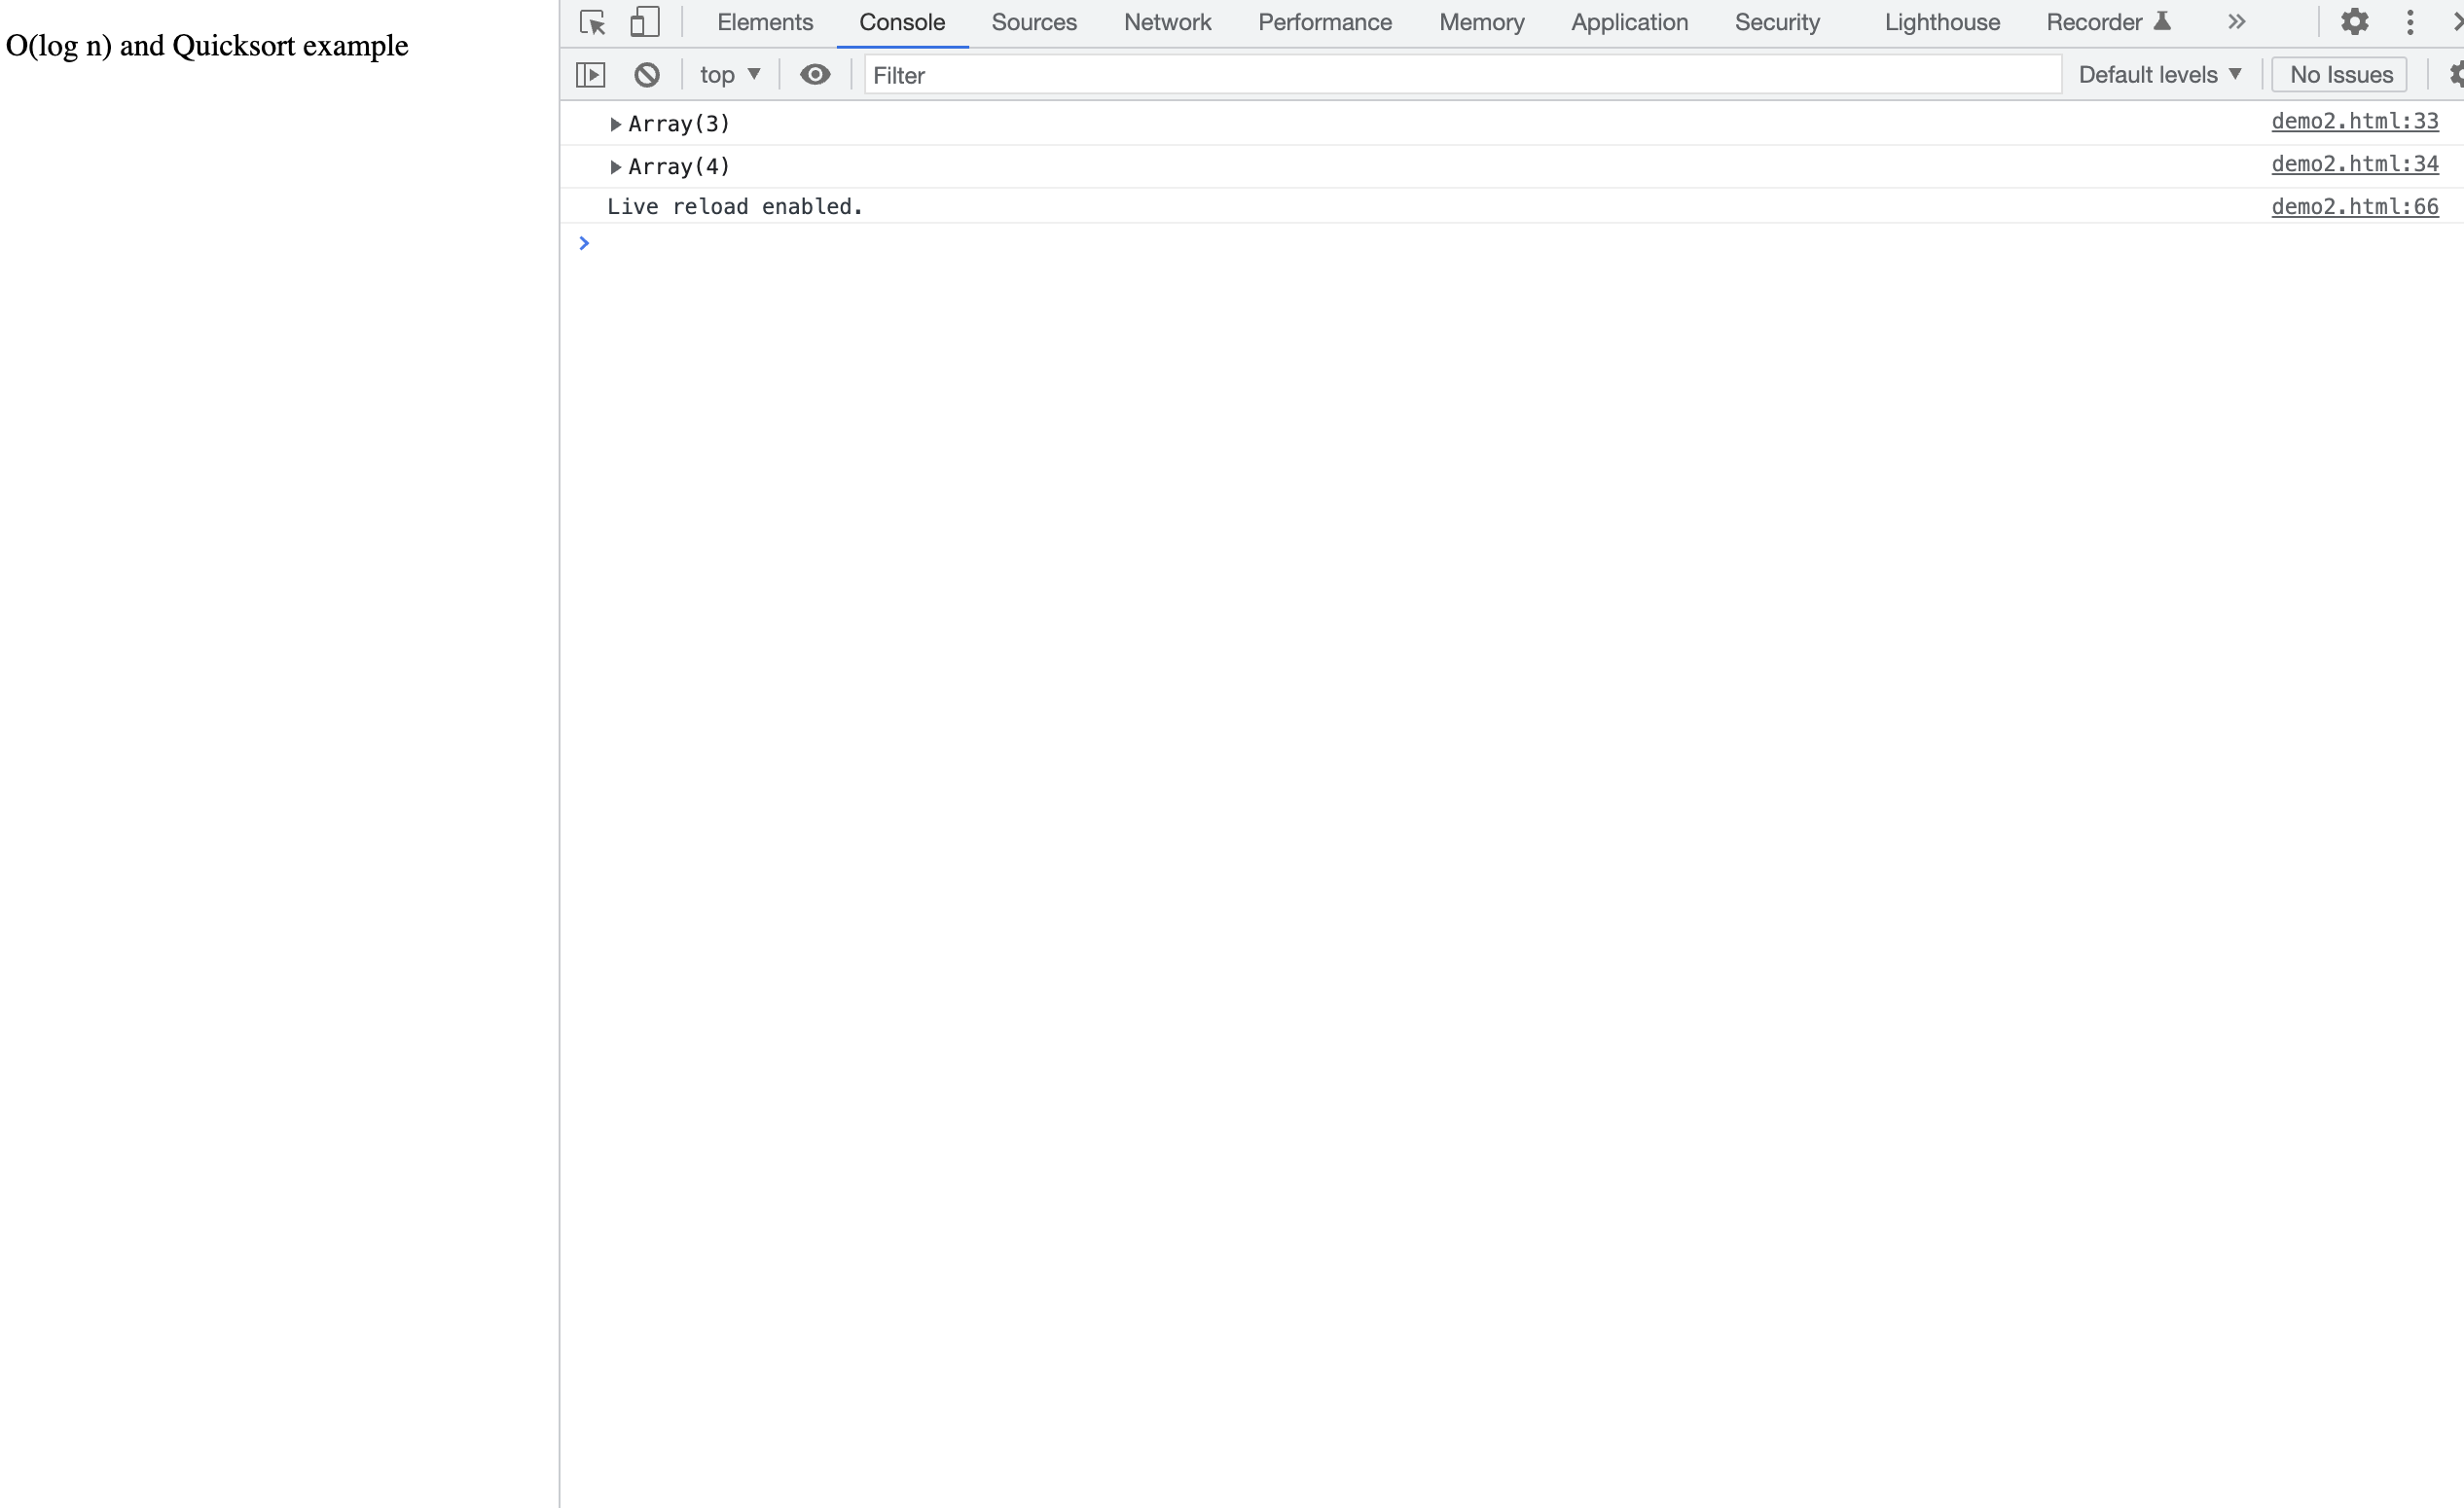 O(log n) and Quicksort example
Elements Console Sources Network Performance Memory Application Security Lighthouse Recorder
top Filter Default levels No Issues
Array(3) demo2.html:33
Array(4) demo2.html:34
Live reload enabled. demo2.html:66